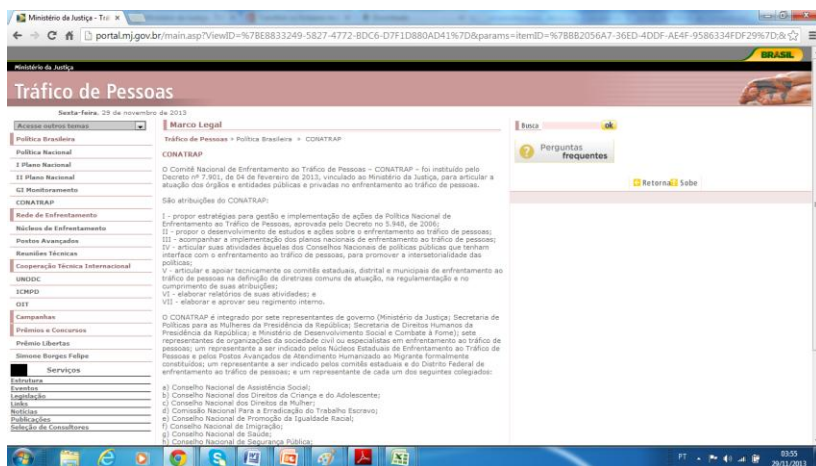 Ministério da Justiça - Trá
portal.mj.gov.br/main.asp?ViewID=%7BE8833249-5827-4772-BDC6-D7F1D880AD41%7D&params=itemID=%7BBB2056A7-36ED-4DDF-AE4F-9586334FDF29%7D;&
BRASIL
Ministério da Justiça
Tráfico de Pessoas
Sexta-feira, 29 de novembro de 2013
Acesse outros temas
Política Brasileira
Política Nacional
I Plano Nacional
II Plano Nacional
GI Monitoramento
CONATRAP
Rede de Enfrentamento
Núcleos de Enfrentamento
Postos Avançados
Reuniões Técnicas
Cooperação Técnica Internacional
UNODC
ICMPD
OIT
Campanhas
Prêmios e Concursos
Prêmio Libertas
Simone Borges Felipe
Serviços
Estrutura
Eventos
Legislação
Links
Notícias
Publicações
Seleção de Consultores
Marco Legal
Tráfico de Pessoas » Política Brasileira » CONATRAP
CONATRAP
O Comitê Nacional de Enfrentamento ao Tráfico de Pessoas – CONATRAP – foi instituído pelo
Decreto nº 7.901, de 04 de fevereiro de 2013, vinculado ao Ministério da Justiça, para articular a
atuação dos órgãos e entidades públicas e privadas no enfrentamento ao tráfico de pessoas.
São atribuições do CONATRAP:
I - propor estratégias para gestão e implementação de ações da Política Nacional de
Enfrentamento ao Tráfico de Pessoas, aprovada pelo Decreto no 5.948, de 2006;
II - propor o desenvolvimento de estudos e ações sobre o enfrentamento ao tráfico de pessoas;
III - acompanhar a implementação dos planos nacionais de enfrentamento ao tráfico de pessoas;
IV - articular suas atividades àquelas dos Conselhos Nacionais de políticas públicas que tenham
interface com o enfrentamento ao tráfico de pessoas, para promover a intersetorialidade das
políticas;
V - articular e apoiar tecnicamente os comitês estaduais, distrital e municipais de enfrentamento ao
tráfico de pessoas na definição de diretrizes comuns de atuação, na regulamentação e no
cumprimento de suas atribuições;
VI - elaborar relatórios de suas atividades; e
VII - elaborar e aprovar seu regimento interno.
O CONATRAP é integrado por sete representantes de governo (Ministério da Justiça; Secretaria de
Políticas para as Mulheres da Presidência da República; Secretaria de Direitos Humanos da
Presidência da República; e Ministério de Desenvolvimento Social e Combate à Fome); sete
representantes de organizações da sociedade civil ou especialistas em enfrentamento ao tráfico de
pessoas; um representante a ser indicado pelos Núcleos Estaduais de Enfrentamento ao Tráfico de
Pessoas e pelos Postos Avançados de Atendimento Humanizado ao Migrante formalmente
constituídos; um representante a ser indicado pelos comitês estaduais e do Distrito Federal de
enfrentamento ao tráfico de pessoas; e um representante de cada um dos seguintes colegiados:
a) Conselho Nacional de Assistência Social;
b) Conselho Nacional dos Direitos da Criança e do Adolescente;
c) Conselho Nacional dos Direitos da Mulher;
d) Comissão Nacional Para a Erradicação do Trabalho Escravo;
e) Conselho Nacional de Promoção da Igualdade Racial;
f) Conselho Nacional de Imigração;
g) Conselho Nacional de Saúde;
h) Conselho Nacional de Segurança Pública;
Busca
ok
Perguntas
frequentes
Retorna Sobe
PT
03:55
29/11/2013